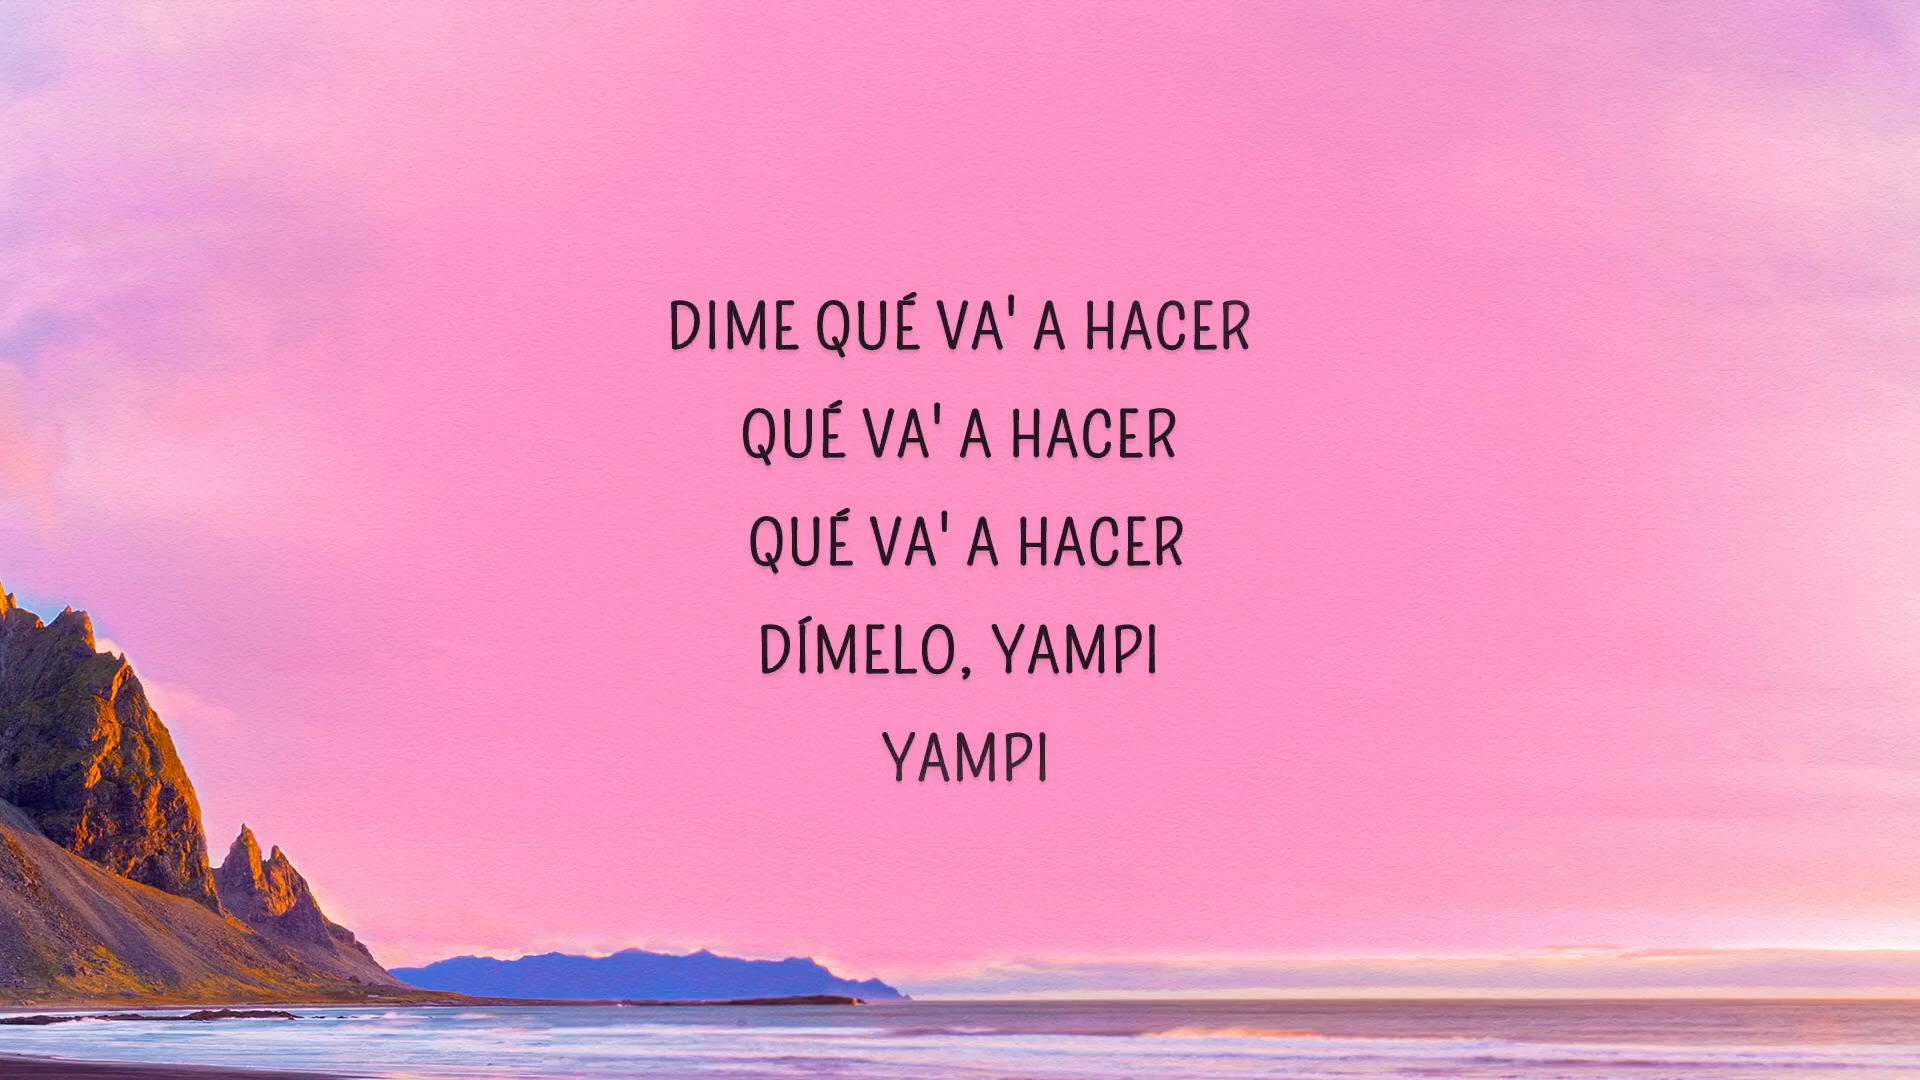 DIME QUÉ VA' A HACER
QUÉ VA' A HACER
QUÉ VA' A HACER
DÍMELO, YAMPI
YAMPI